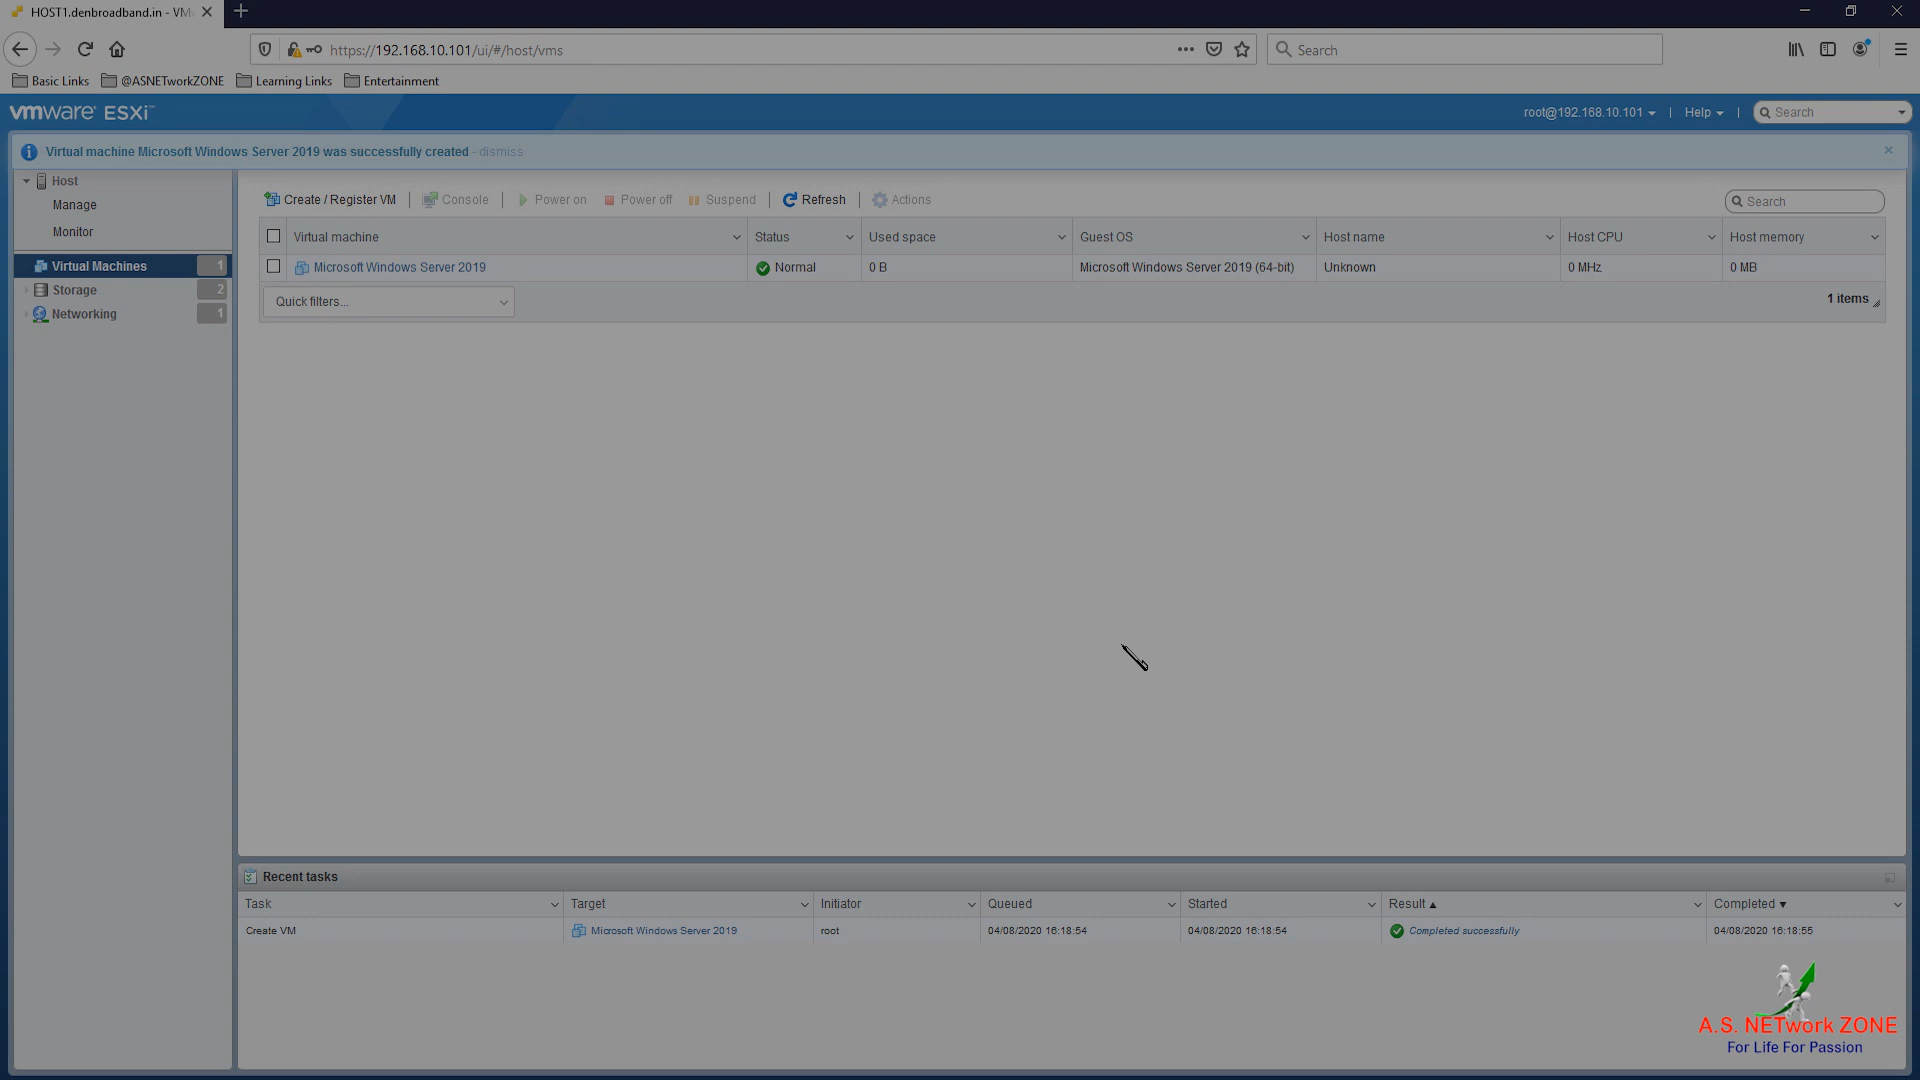 HOST1.denbroadband.in - VM
https://192.168.10.101/ui/#/host/vms
Search
Basic Links @ASNETworkZONE Learning Links Entertainment
vmware ESXi™
root@192.168.10.101 | Help | Search
Virtual machine Microsoft Windows Server 2019 was successfully created - dismiss
Host
Manage
Monitor
Virtual Machines 1
Storage 2
Networking 1
Create / Register VM | Console | Power on Power off Suspend | Refresh | Actions
Search
Virtual machine Status Used space Guest OS Host name Host CPU Host memory
Microsoft Windows Server 2019 Normal 0 B Microsoft Windows Server 2019 (64-bit) Unknown 0 MHz 0 MB
Quick filters...
1 items
Recent tasks
Task Target Initiator Queued Started Result Completed
Create VM Microsoft Windows Server 2019 root 04/08/2020 16:18:54 04/08/2020 16:18:54 Completed successfully 04/08/2020 16:18:55
A.S. NETwork ZONE
For Life For Passion